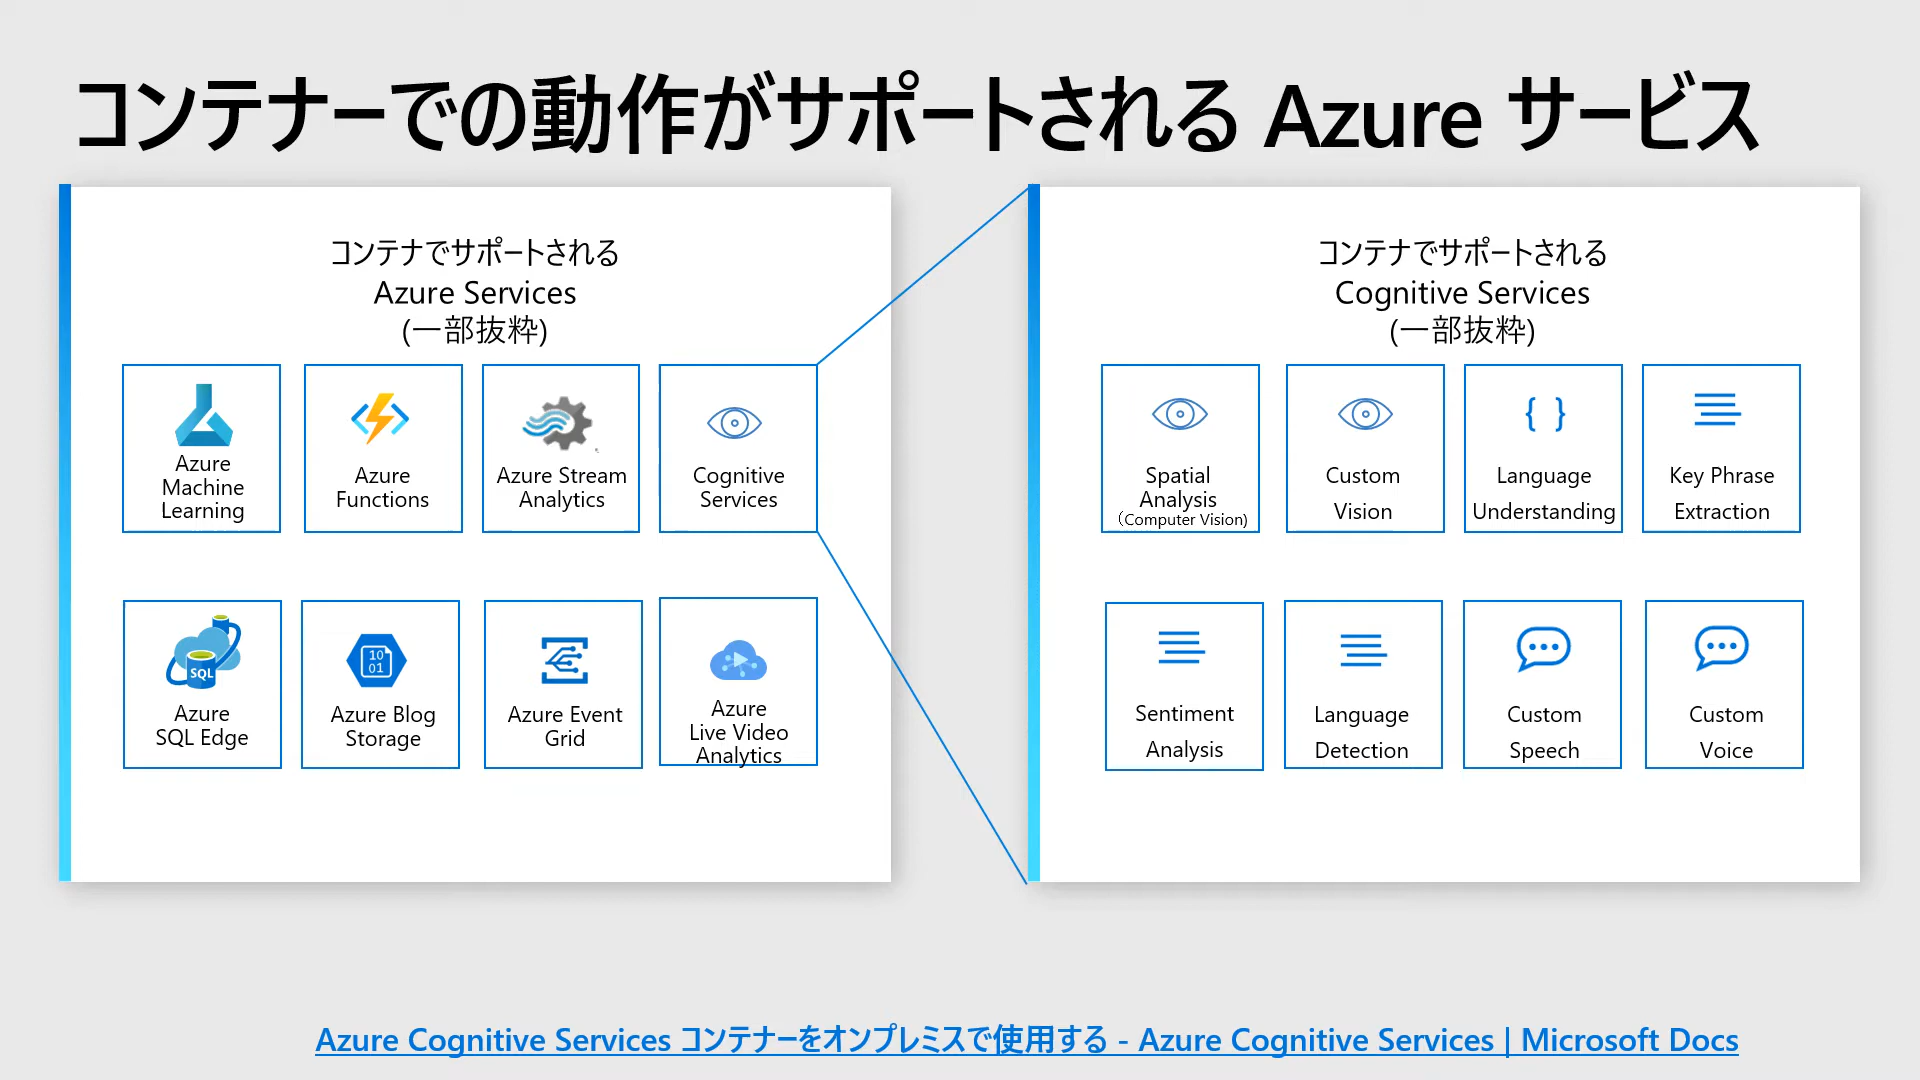 コンテナーでの動作がサポートされる Azure サービス
コンテナでサポートされる
Azure Services
(一部抜粋)
Azure
Machine
Learning
Azure
Functions
Azure Stream
Analytics
Cognitive
Services
SQL
Azure
SQL Edge
10
01
Azure Blog
Storage
Azure Event
Grid
Azure
Live Video
Analytics
コンテナでサポートされる
Cognitive Services
(一部抜粋)
Spatial
Analysis
（Computer Vision)
Custom
Vision
{ }
Language
Understanding
Key Phrase
Extraction
Sentiment
Analysis
Language
Detection
Custom
Speech
Custom
Voice
Azure Cognitive Services コンテナーをオンプレミスで使用する - Azure Cognitive Services | Microsoft Docs